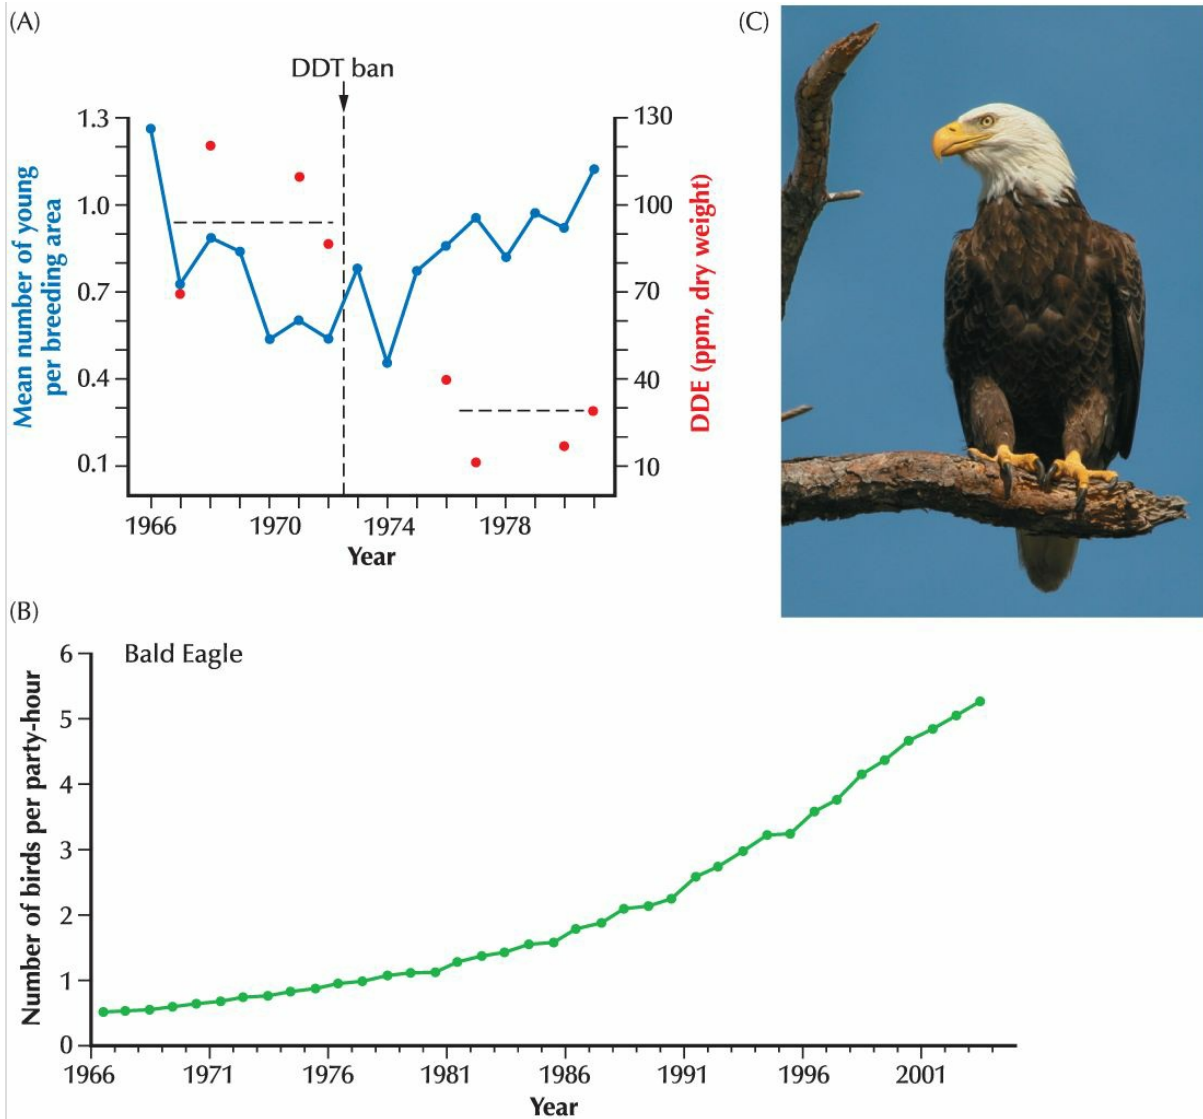 (A)
DDT ban
1.3
1.0
0.7
0.4
0.1
Mean number of young
per breeding area
130
100
70
40
10
DDE (ppm, dry weight)
1966
1970
1974
1978
Year
(C)
(B)
Bald Eagle
6
5
4
3
2
1
0
Number of birds per party-hour
1966
1971
1976
1981
1986
1991
1996
2001
Year